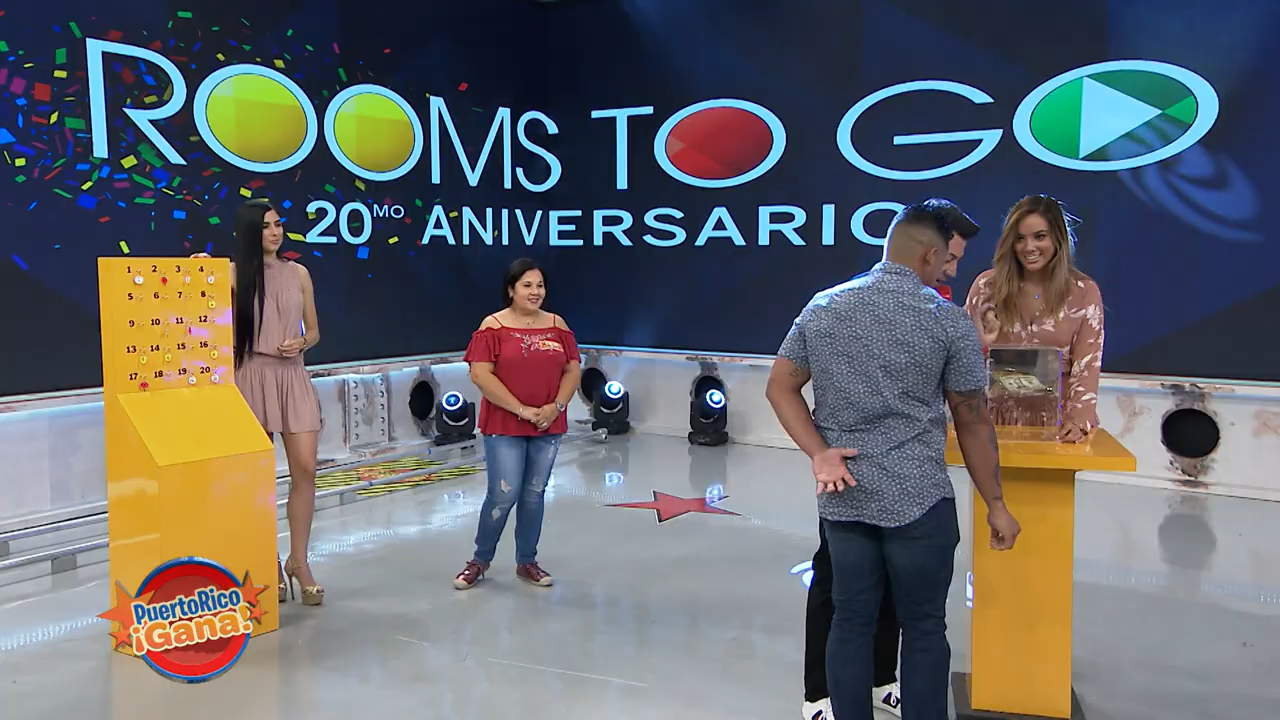 ROOMS TO GO
20MO ANIVERSARIO
1 2 3 4
5 6 7 8
9 10 11 12
13 14 15 16
17 18 19 20
PuertoRico
¡Gana!